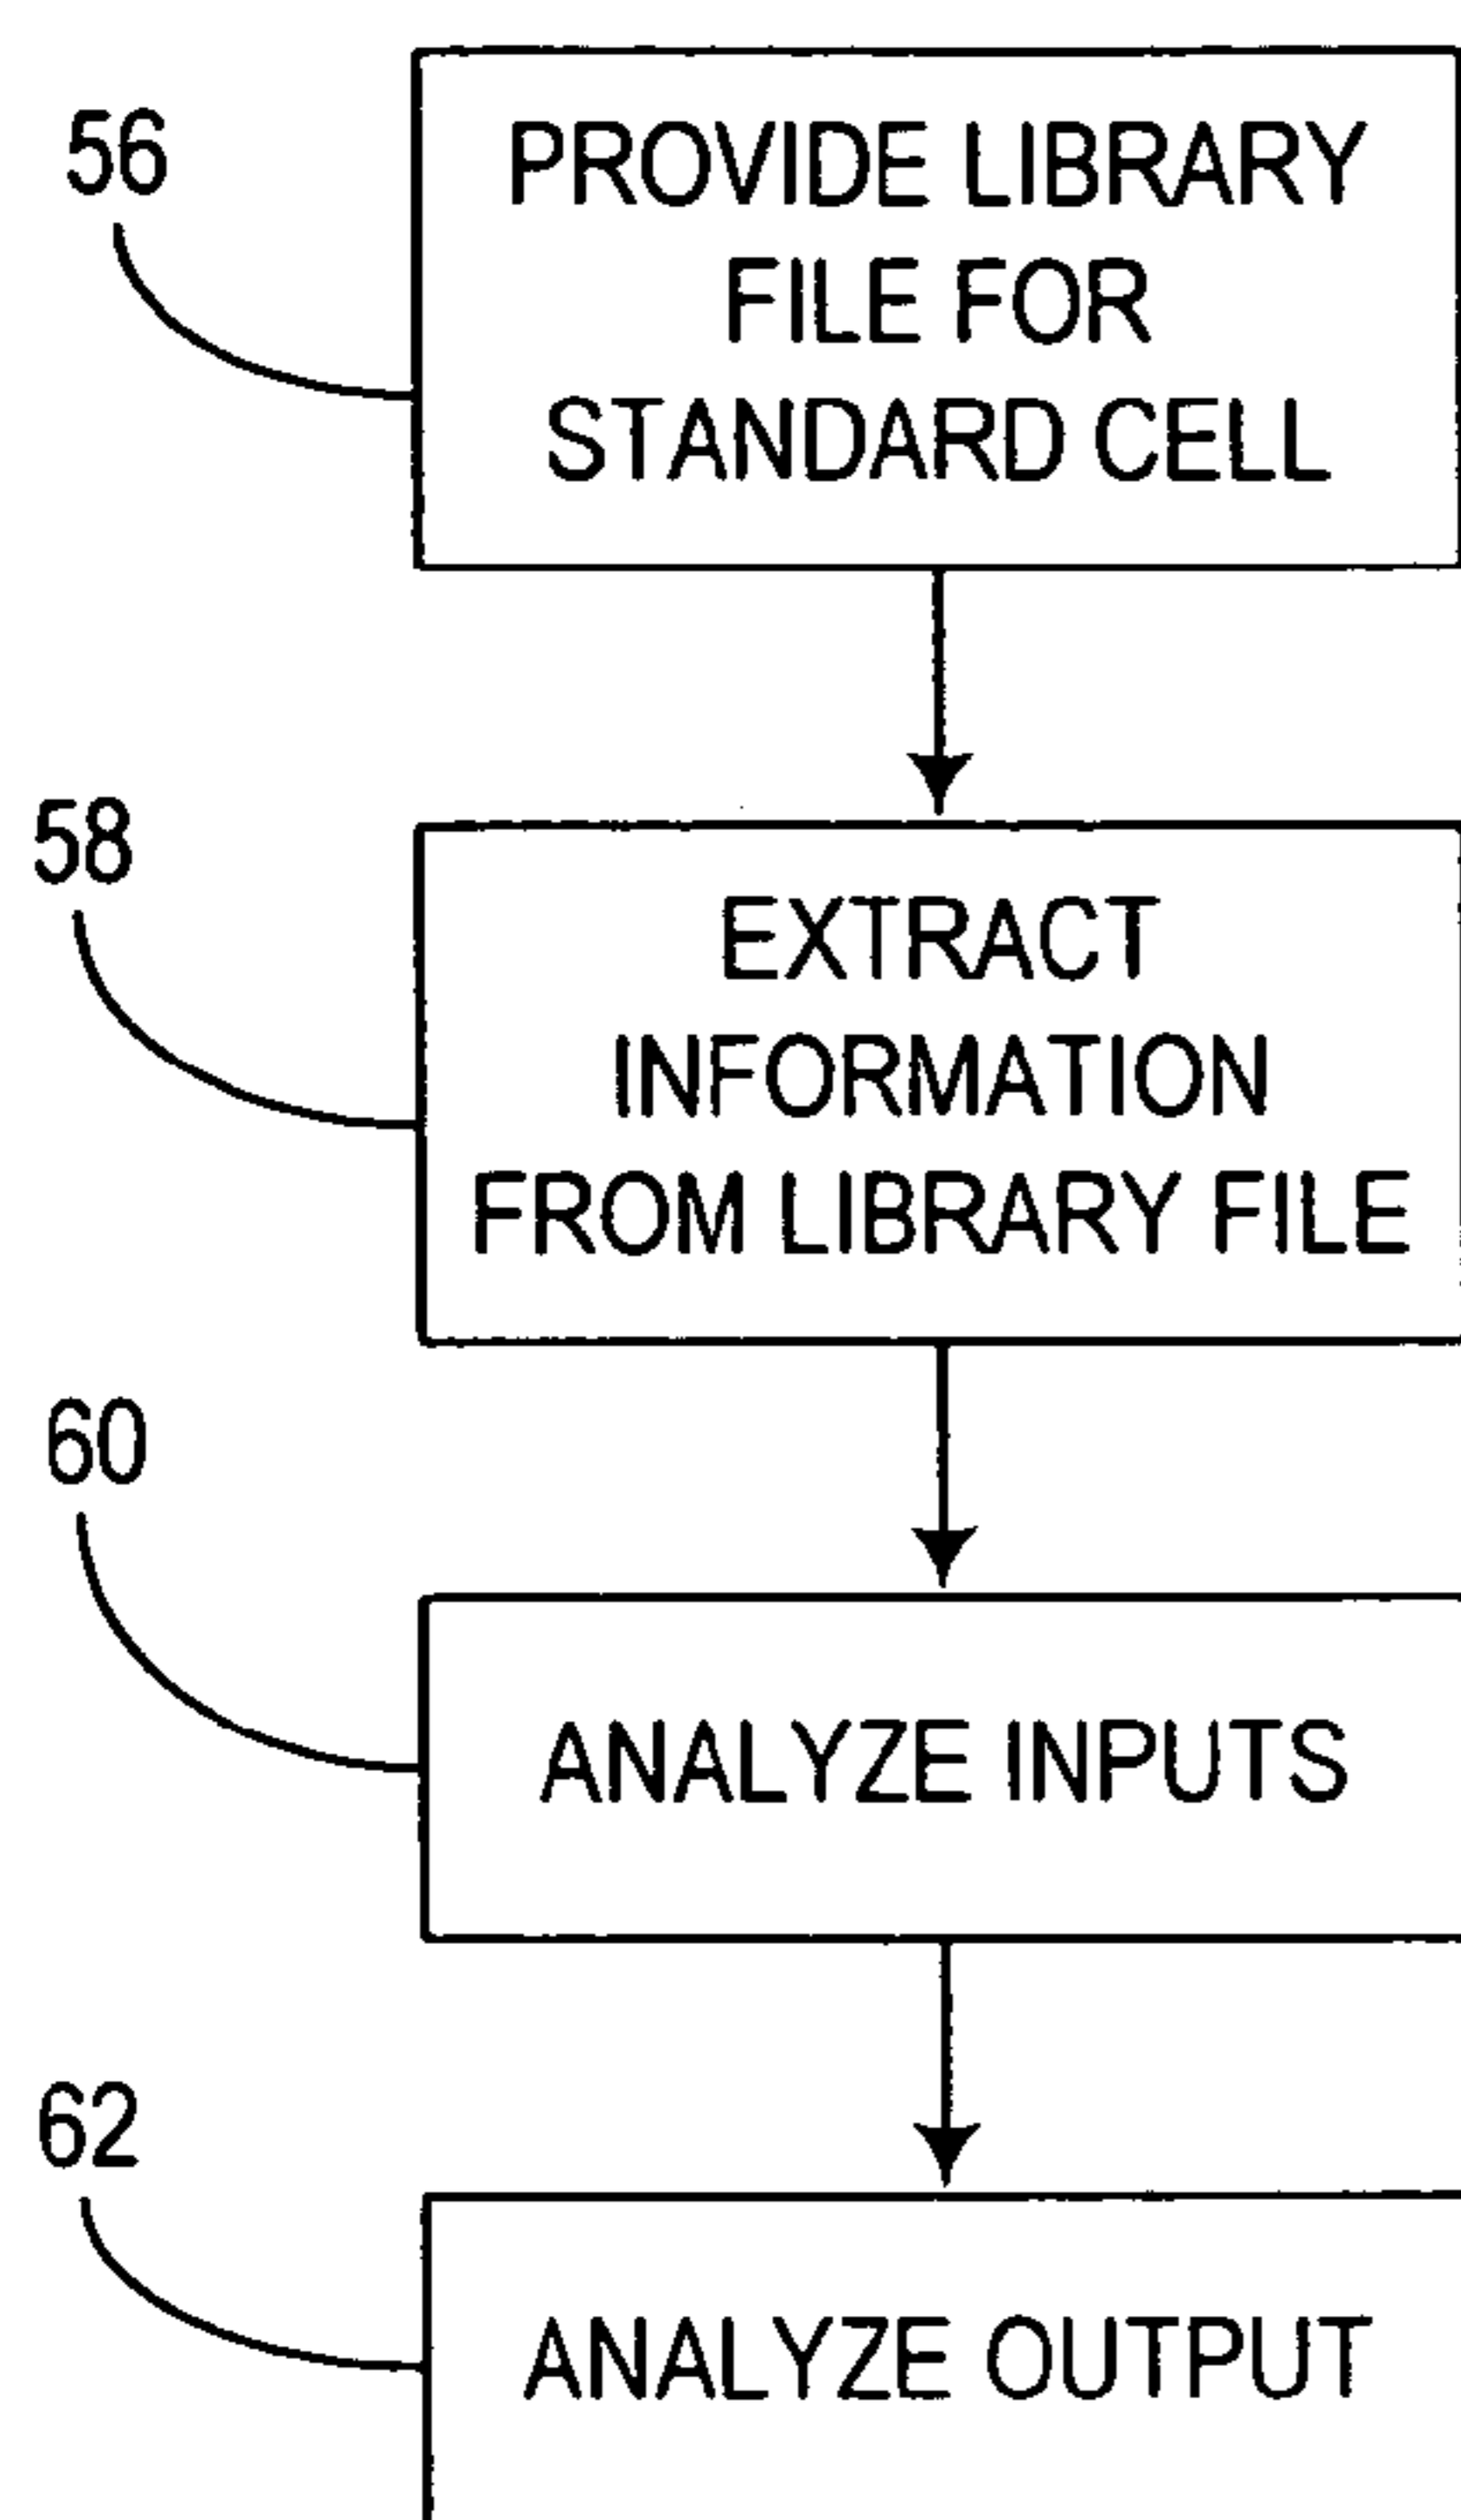 56
PROVIDE LIBRARY
FILE FOR
STANDARD CELL
58
EXTRACT
INFORMATION
FROM LIBRARY FILE
60
ANALYZE INPUTS
62
ANALYZE OUTPUT